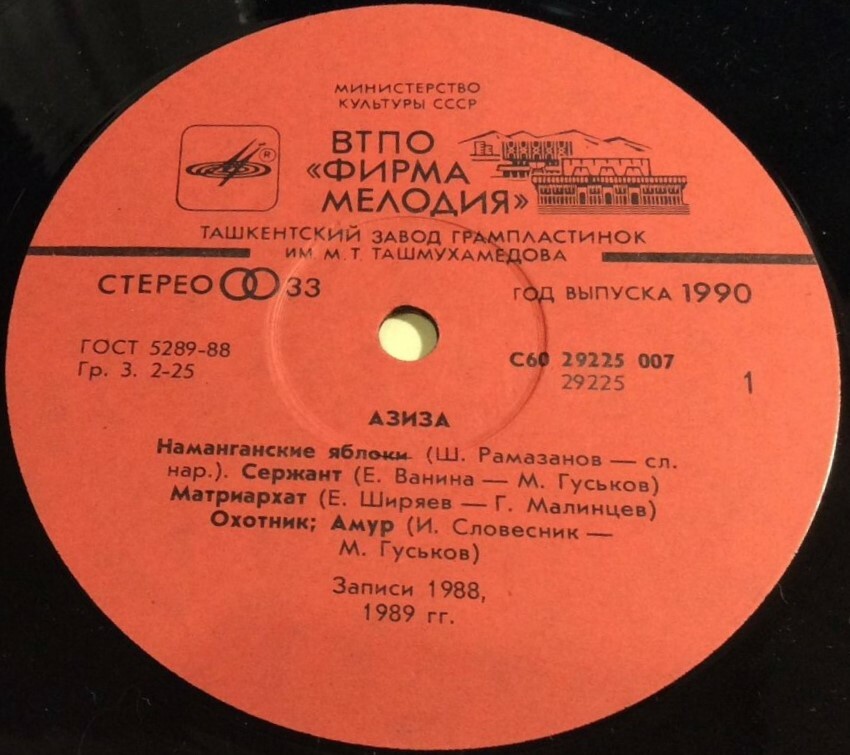 МИНИСТЕРСТВО
КУЛЬТУРЫ СССР
ВТПО
«ФИРМА
МЕЛОДИЯ»
ТАШКЕНТСКИЙ ЗАВОД ГРАМПЛАСТИНОК
ИМ. М. Т. ТАШМУХАМЕДОВА
СТЕРЕО 33
ГОД ВЫПУСКА 1990
ГОСТ 5289-88
Гр. 3. 2-25
С60 29225 007
29225
1
АЗИЗА
Наманганские яблоки (Ш. Рамазанов — сл.
нар.). Сержант (Е. Ванина — М. Гуськов)
Матриархат (Е. Ширяев — Г. Малинцев)
Охотник; Амур (И. Словесник —
М. Гуськов)
Записи 1988,
1989 гг.